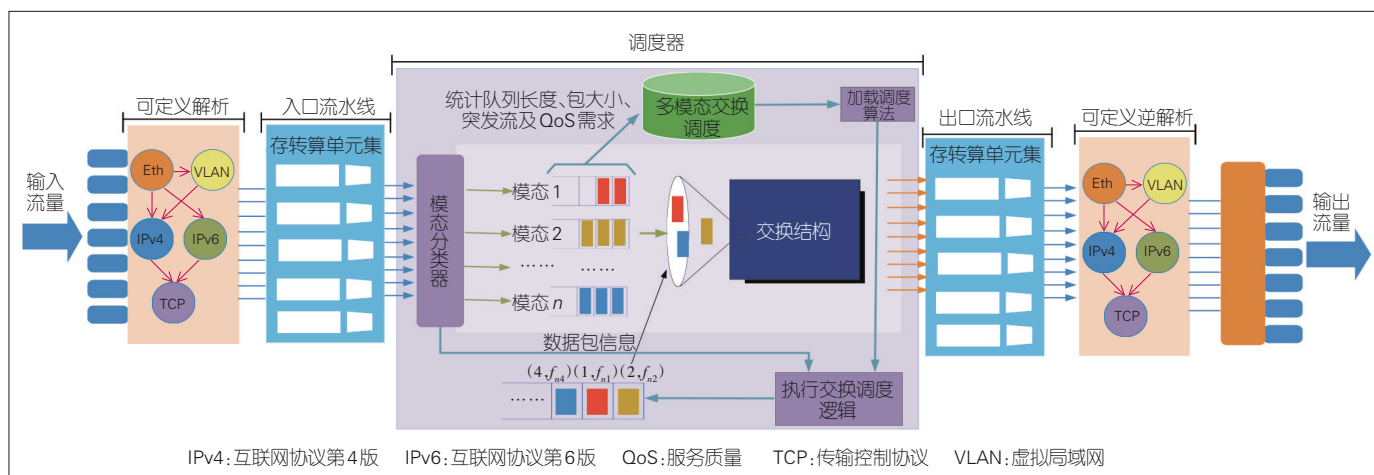 调度器
可定义解析
入口流水线
统计队列长度、包大小、
突发流及QoS需求
多模态交换
调度
加载调度
算法
出口流水线
可定义逆解析
存转算单元集
存转算单元集
输入
流量
Eth
VLAN
IPv4
IPv6
TCP
模态分类器
模态1
模态2
…… ……
模态n
交换结构
Eth
VLAN
IPv4
IPv6
TCP
输出
流量
数据包信息
(4,fn4)(1,fn1)(2,fn2)
……
执行交换调度
逻辑
IPv4:互联网协议第4版 IPv6:互联网协议第6版 QoS:服务质量 TCP:传输控制协议 VLAN:虚拟局域网